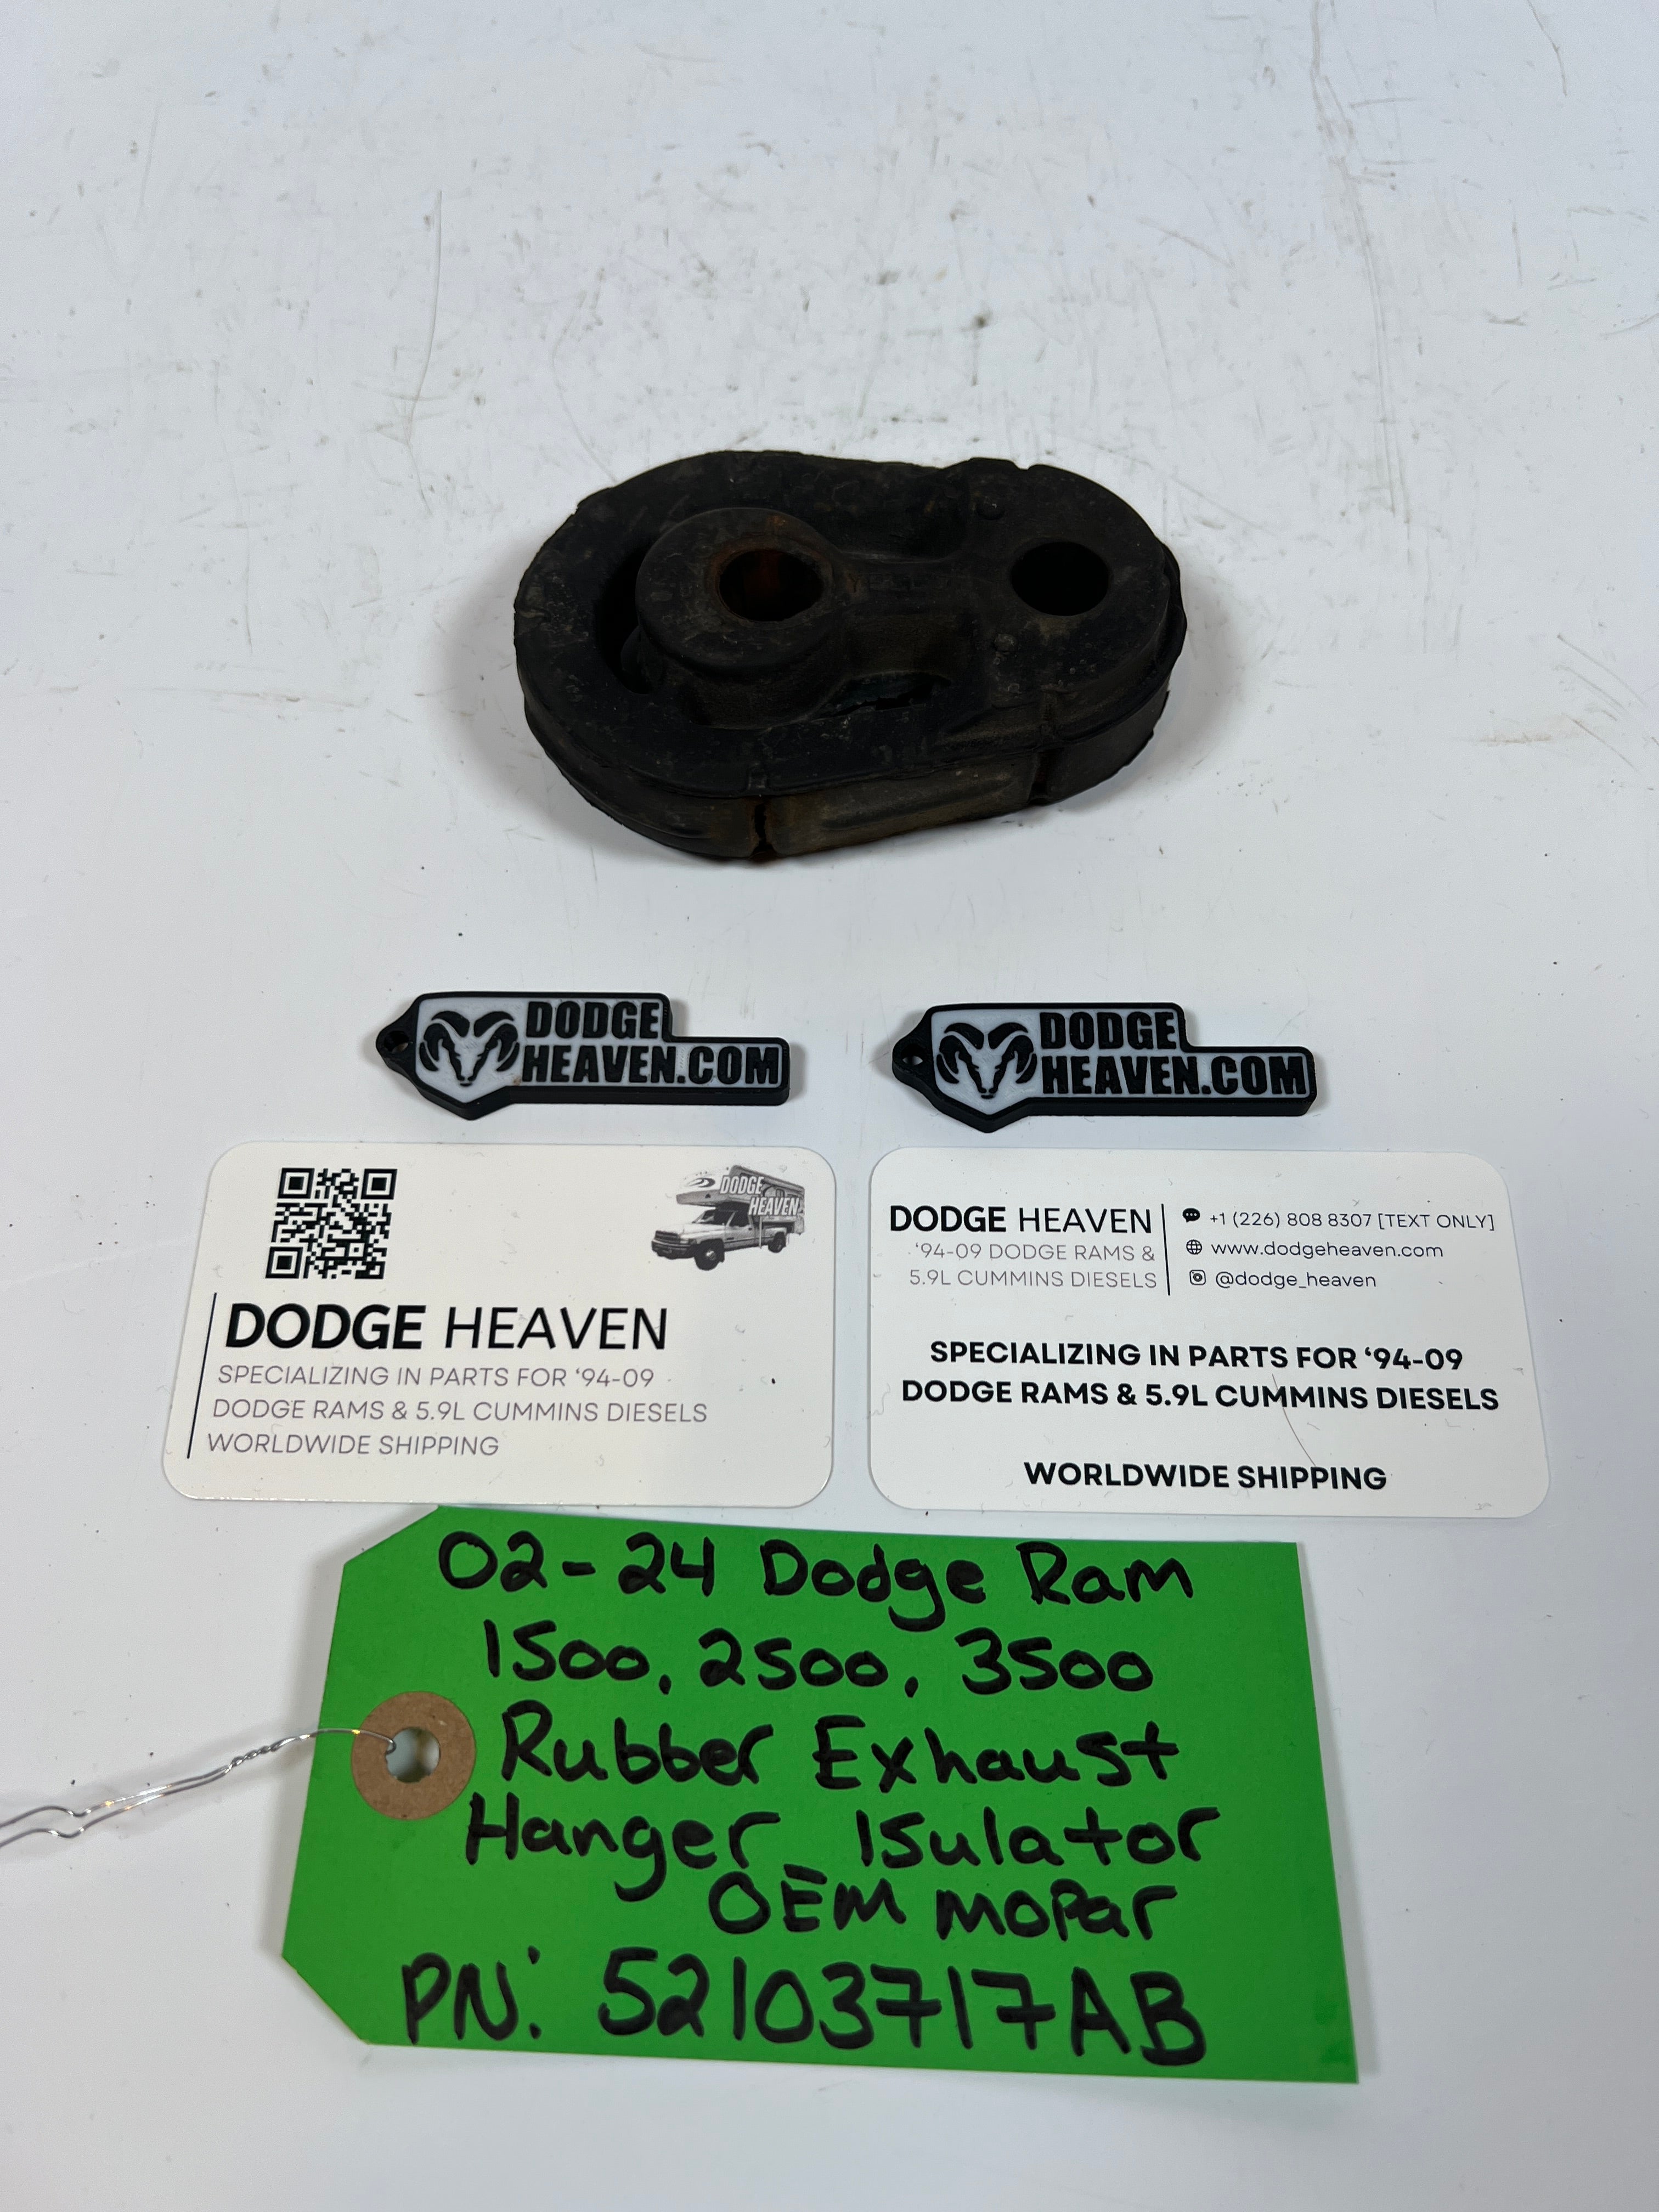 DODGE
HEAVEN.COM
DODGE
HEAVEN.COM
DODGE
HEAVEN
DODGE HEAVEN
SPECIALIZING IN PARTS FOR ‘94-09
DODGE RAMS & 5.9L CUMMINS DIESELS
WORLDWIDE SHIPPING
DODGE HEAVEN
‘94-09 DODGE RAMS &
5.9L CUMMINS DIESELS
+1 (226) 808 8307 [TEXT ONLY]
www.dodgeheaven.com
@dodge_heaven
SPECIALIZING IN PARTS FOR ‘94-09
DODGE RAMS & 5.9L CUMMINS DIESELS
WORLDWIDE SHIPPING
02-24 Dodge Ram
1500, 2500, 3500
Rubber Exhaust
Hanger Isulator
OEM MOPar
PN: 52103717AB